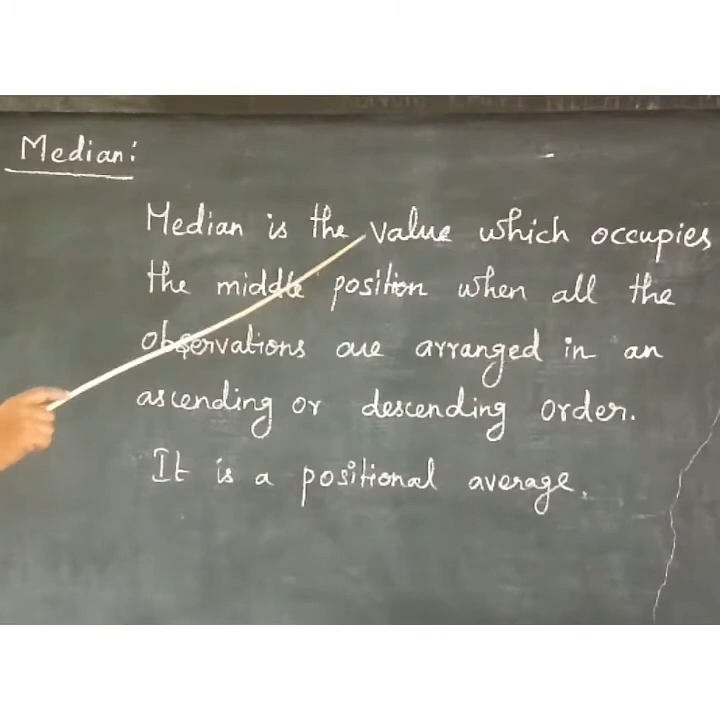 Median:
Median is the value which occupies
the middle position when all the
observations are arranged in an
ascending or descending order.
It is a positional average.